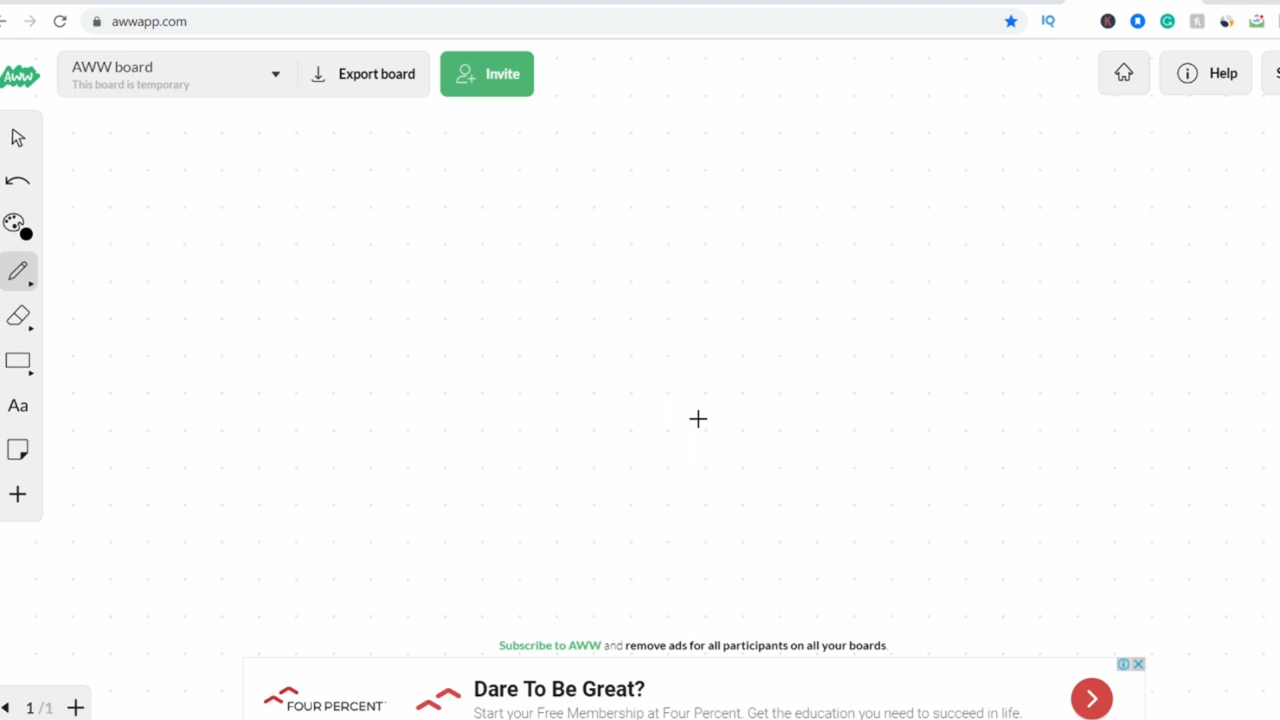 awwapp.com
IQ
AWW
AWW board
This board is temporary
Export board
Invite
Help
Aa
Subscribe to AWW and remove ads for all participants on all your boards.
FOUR PERCENT
Dare To Be Great?
Start your Free Membership at Four Percent. Get the education you need to succeed in life.
1/1